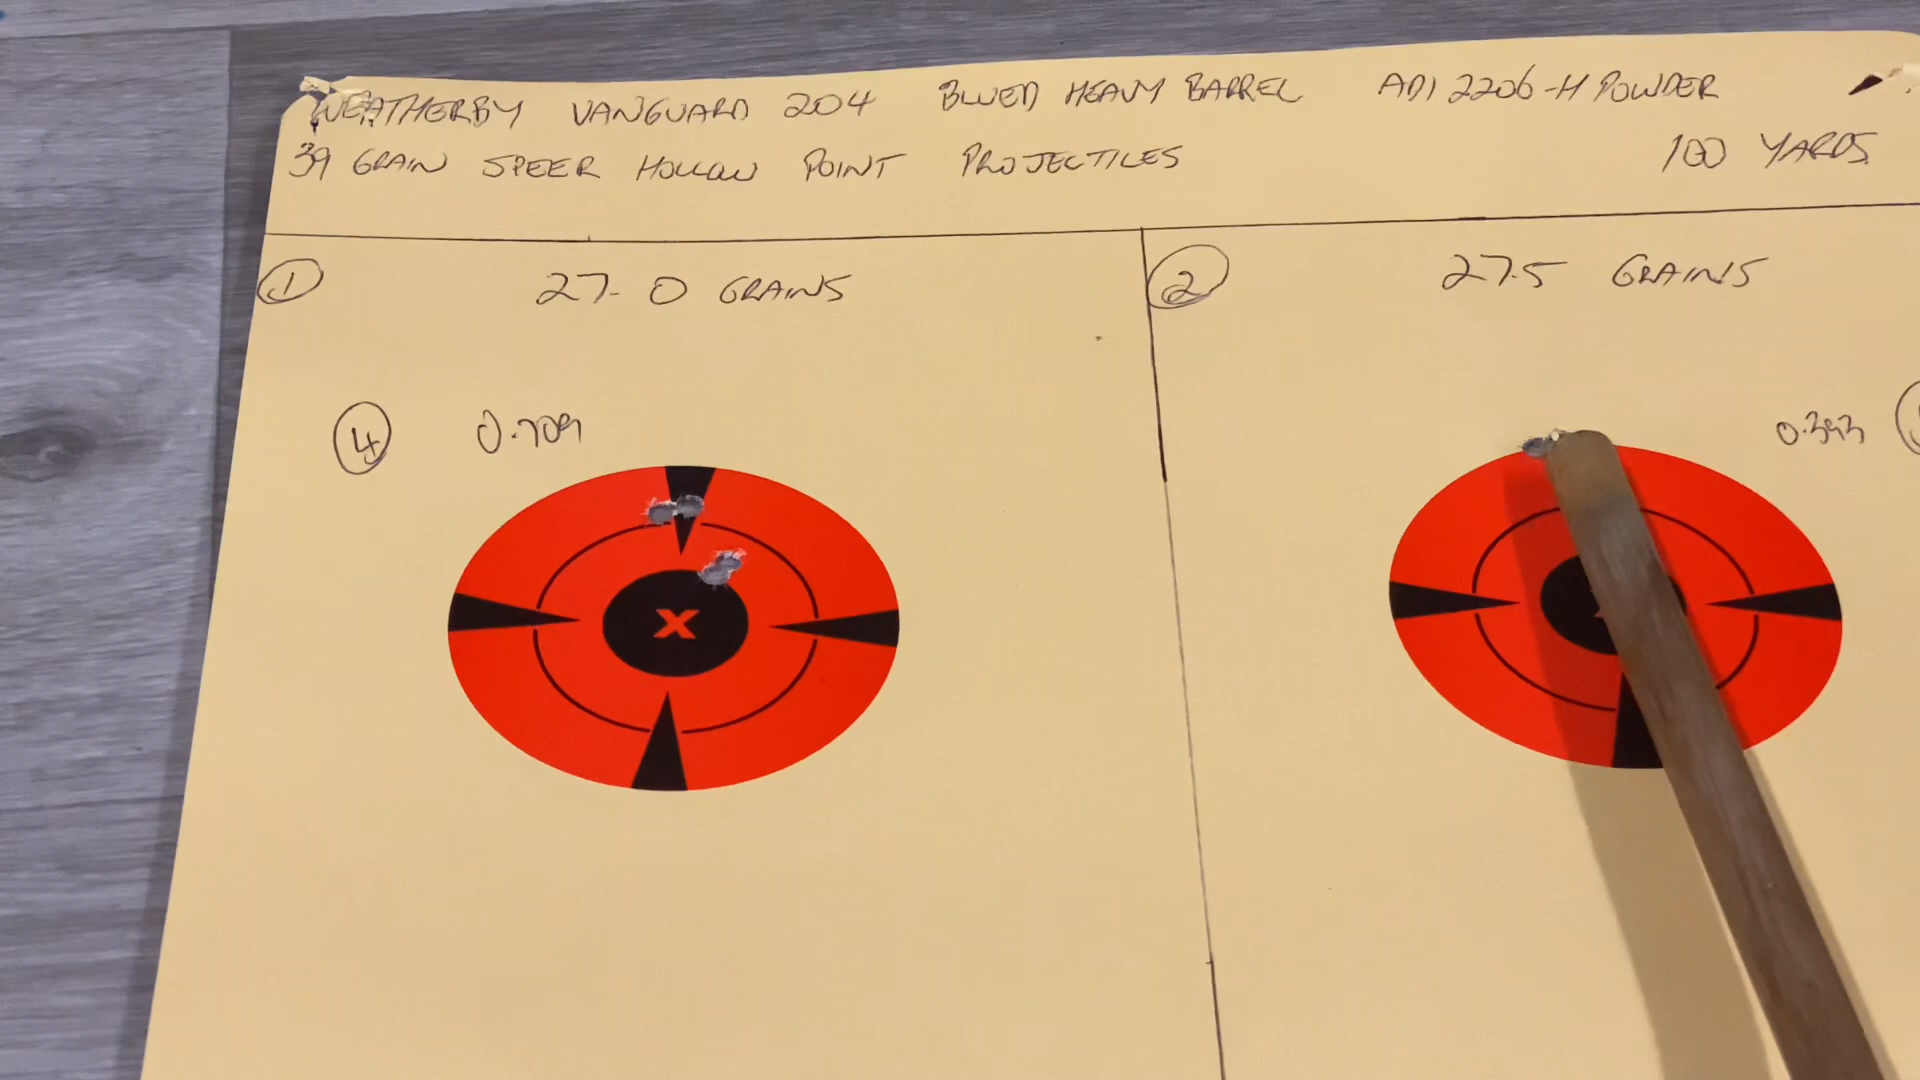 WEATHERBY VANGUARD 204 BLUED HEAVY BARREL ADI 2206-H POWDER
39 GRAIN SPEER HOLLOW POINT PROJECTILES 100 YARDS
1 27.0 GRAINS
2 27.5 GRAINS
4 0.709
0.393
X